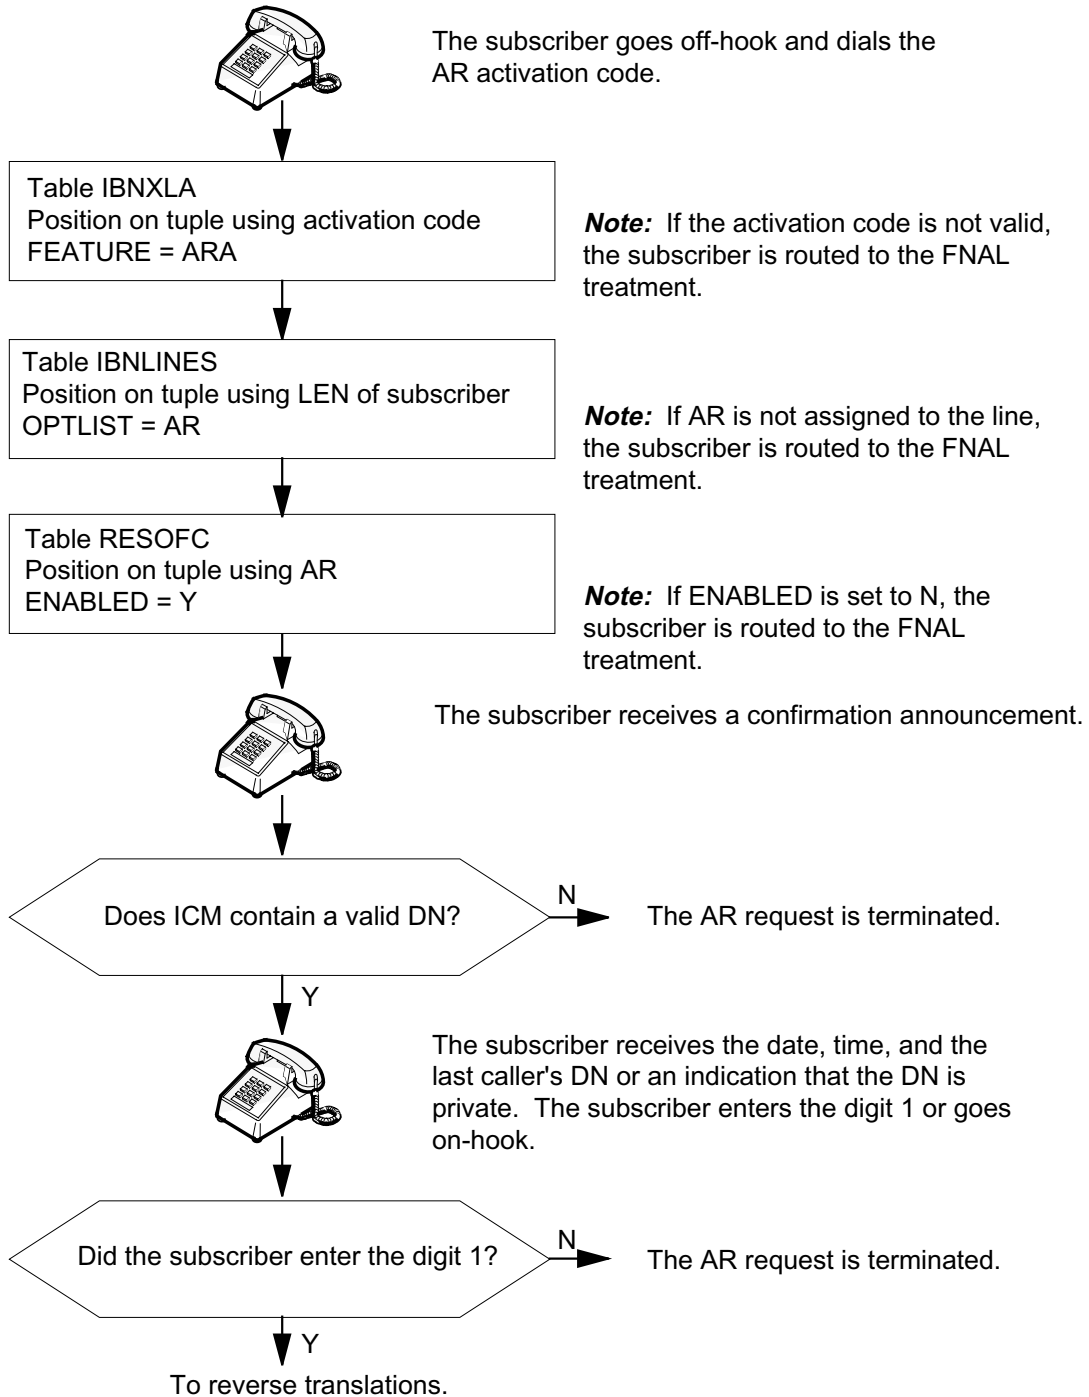 The subscriber goes off-hook and dials the
AR activation code.
Table IBNXLA
Position on tuple using activation code
FEATURE = ARA
Note: If the activation code is not valid,
the subscriber is routed to the FNAL
treatment.
Table IBNLINES
Position on tuple using LEN of subscriber
OPTLIST = AR
Note: If AR is not assigned to the line,
the subscriber is routed to the FNAL
treatment.
Table RESOFC
Position on tuple using AR
ENABLED = Y
Note: If ENABLED is set to N, the
subscriber is routed to the FNAL
treatment.
The subscriber receives a confirmation announcement.
Does ICM contain a valid DN?
N
The AR request is terminated.
Y
The subscriber receives the date, time, and the
last caller's DN or an indication that the DN is
private. The subscriber enters the digit 1 or goes
on-hook.
Did the subscriber enter the digit 1?
N
The AR request is terminated.
Y
To reverse translations.